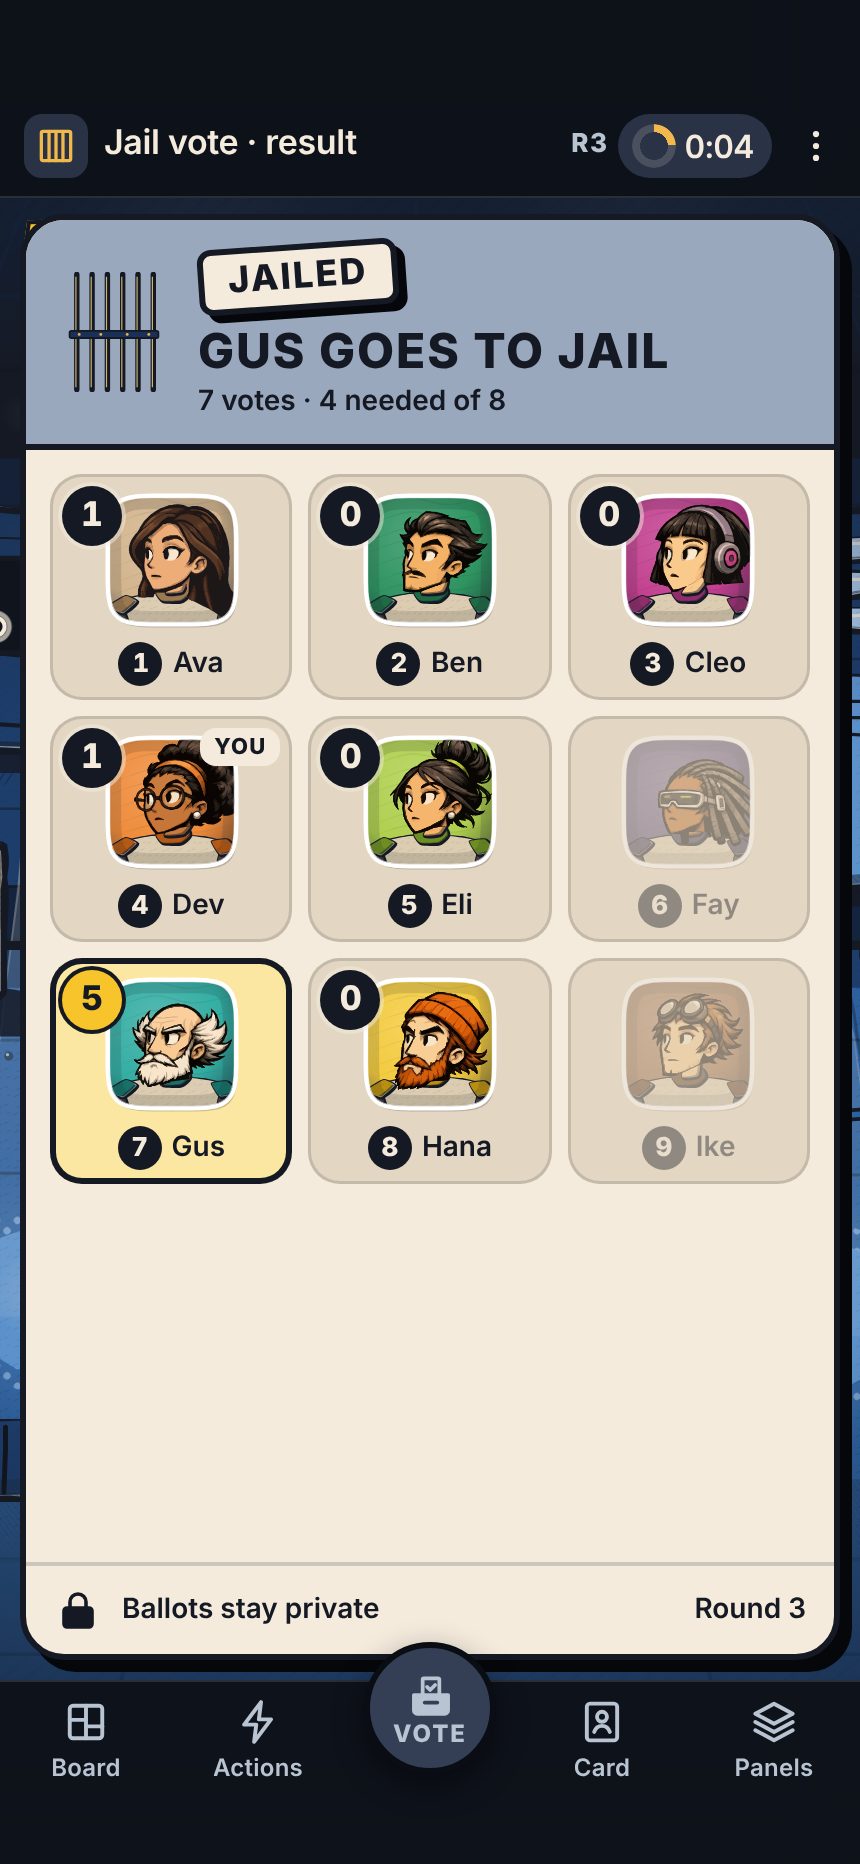 Jail vote · result
R3
0:04
JAILED
GUS GOES TO JAIL
7 votes · 4 needed of 8
1
1 Ava
0
2 Ben
0
3 Cleo
1
YOU
4 Dev
0
5 Eli
6 Fay
5
7 Gus
0
8 Hana
9 Ike
Ballots stay private
Round 3
Board
Actions
VOTE
Card
Panels